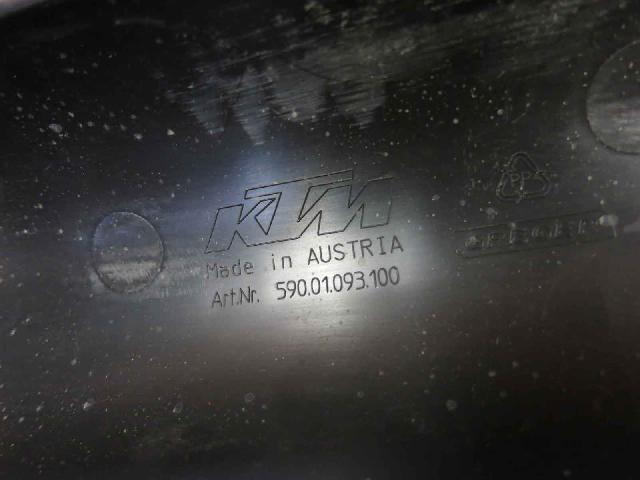 KTM
Made in AUSTRIA
Art.Nr. 590.01.093.100
PP